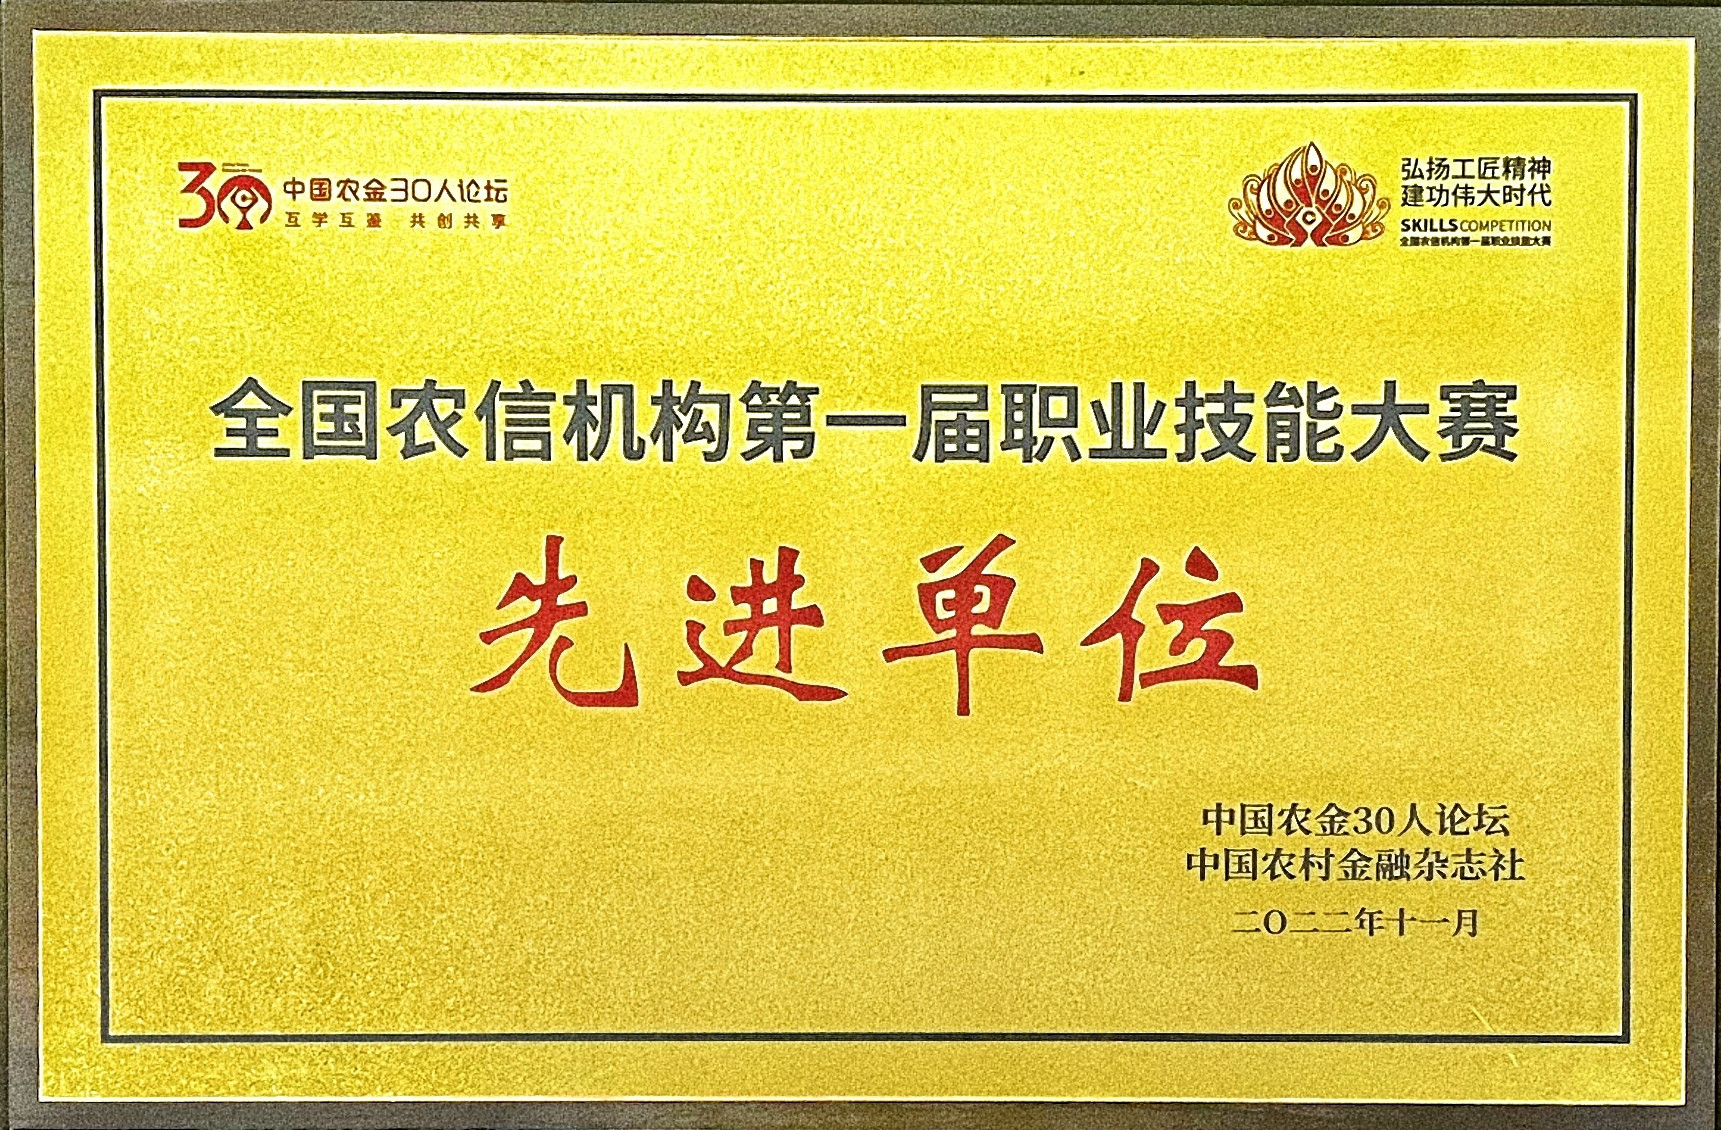 中国农金30人论坛
互学互鉴 共创共享
弘扬工匠精神
建功伟大时代
SKILLS COMPETITION
全国农信机构第一届职业技能大赛
全国农信机构第一届职业技能大赛
先进单位
中国农金30人论坛
中国农村金融杂志社
二〇二二年十一月